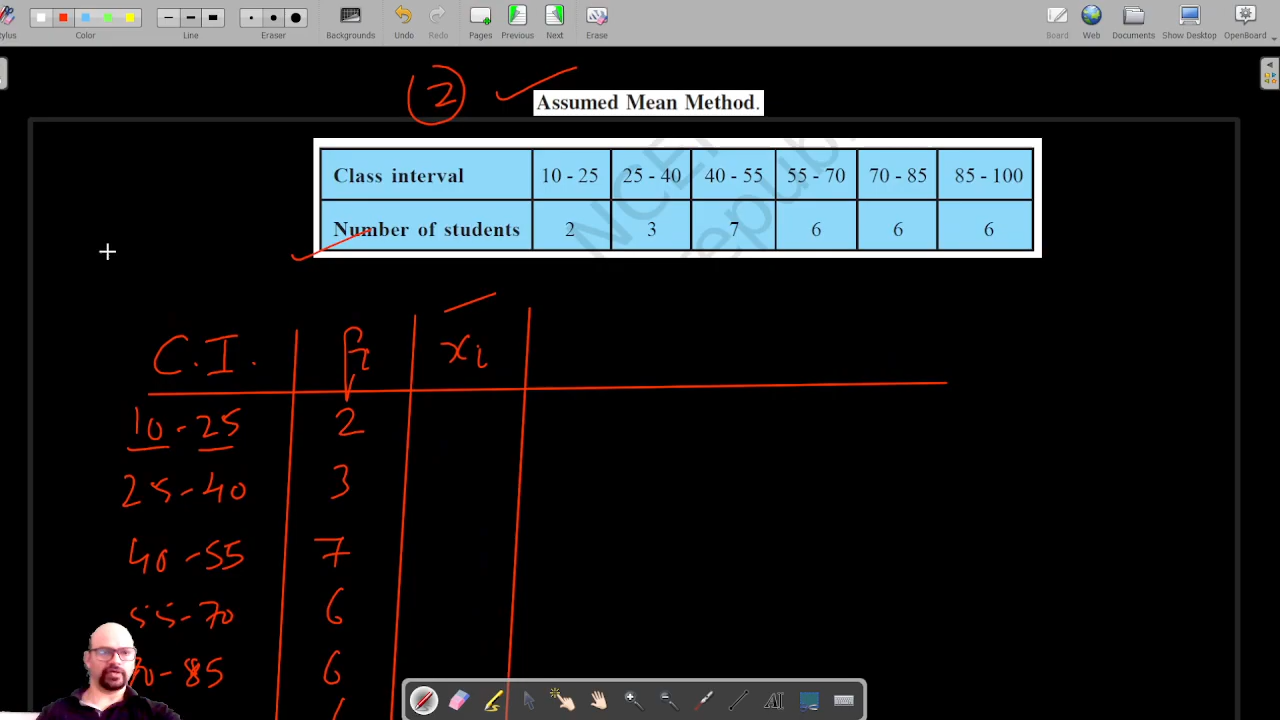 tylus
Color
Line
Eraser
Backgrounds
Undo
Redo
Pages
Previous
Next
Erase
Board
Web
Documents
Show Desktop
OpenBoard
2
Assumed Mean Method.
Class interval 10 - 25 25 - 40 40 - 55 55 - 70 70 - 85 85 - 100
Number of students 2 3 7 6 6 6
C.I. fi xi
10 - 25 2
25 - 40 3
40 - 55 7
55 - 70 6
70 - 85 6